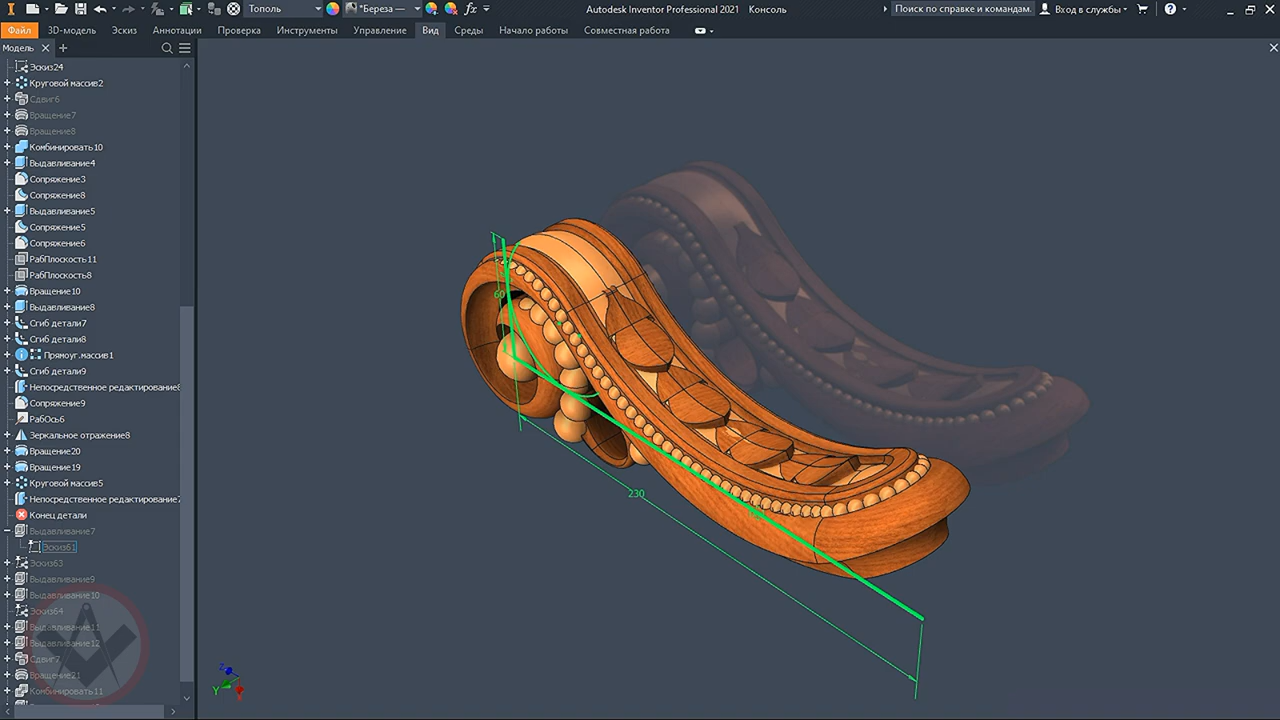 Тополь
*Береза —
fx
Autodesk Inventor Professional 2021 Консоль
Поиск по справке и командам.
Вход в службы
Файл 3D-модель Эскиз Аннотации Проверка Инструменты Управление Вид Среды Начало работы Совместная работа
Модель
Эскиз24
Круговой массив2
Сдвиг6
Вращение7
Вращение8
Комбинировать10
Выдавливание4
Сопряжение3
Сопряжение8
Выдавливание5
Сопряжение5
Сопряжение6
РабПлоскость11
РабПлоскость8
Вращение10
Выдавливание8
Сгиб детали7
Сгиб детали8
Прямоуг.массив1
Сгиб детали9
Непосредственное редактирование
Сопряжение9
РабОсь6
Зеркальное отражение8
Вращение20
Вращение19
Круговой массив5
Непосредственное редактирование
Конец детали
Выдавливание7
Эскиз61
Эскиз63
Выдавливание9
Выдавливание10
Эскиз64
Выдавливание11
Выдавливание12
Сдвиг7
Вращение21
Комбинировать11
60
230
Z
Y